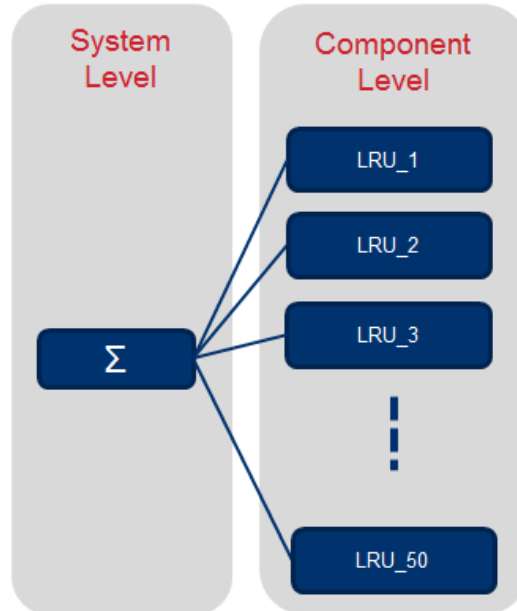 System
Level
Component
Level
LRU_1
LRU_2
LRU_3
Σ
LRU_50